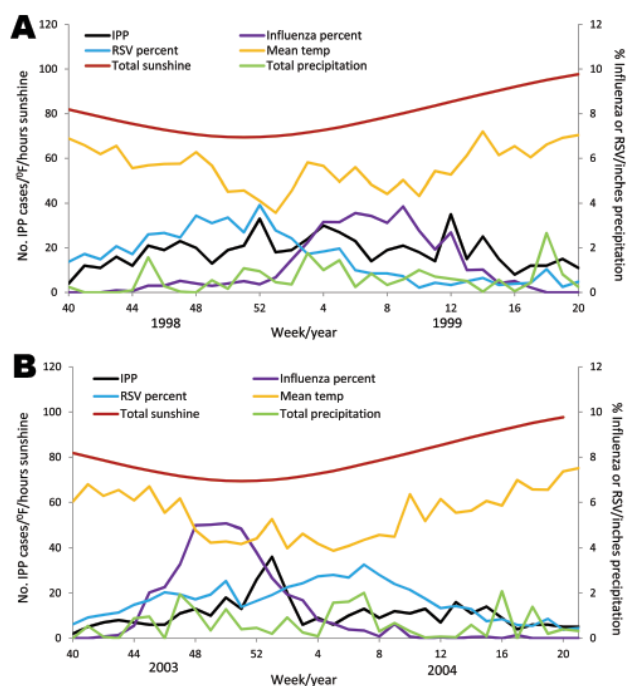 A
120
100
80
60
40
20
0
12
10
8
6
4
2
0
IPP
Influenza percent
RSV percent
Mean temp
Total sunshine
Total precipitation
No. IPP cases/⁰F/hours sunshine
% Influenza or RSV/inches precipitation
40 44 48 52 4 8 12 16 20
1998 1999
Week/year
B
120
100
80
60
40
20
0
12
10
8
6
4
2
0
IPP
Influenza percent
RSV percent
Mean temp
Total sunshine
Total precipitation
No. IPP cases/⁰F/hours sunshine
% Influenza or RSV/inches precipitation
40 44 48 52 4 8 12 16 20
2003 2004
Week/year